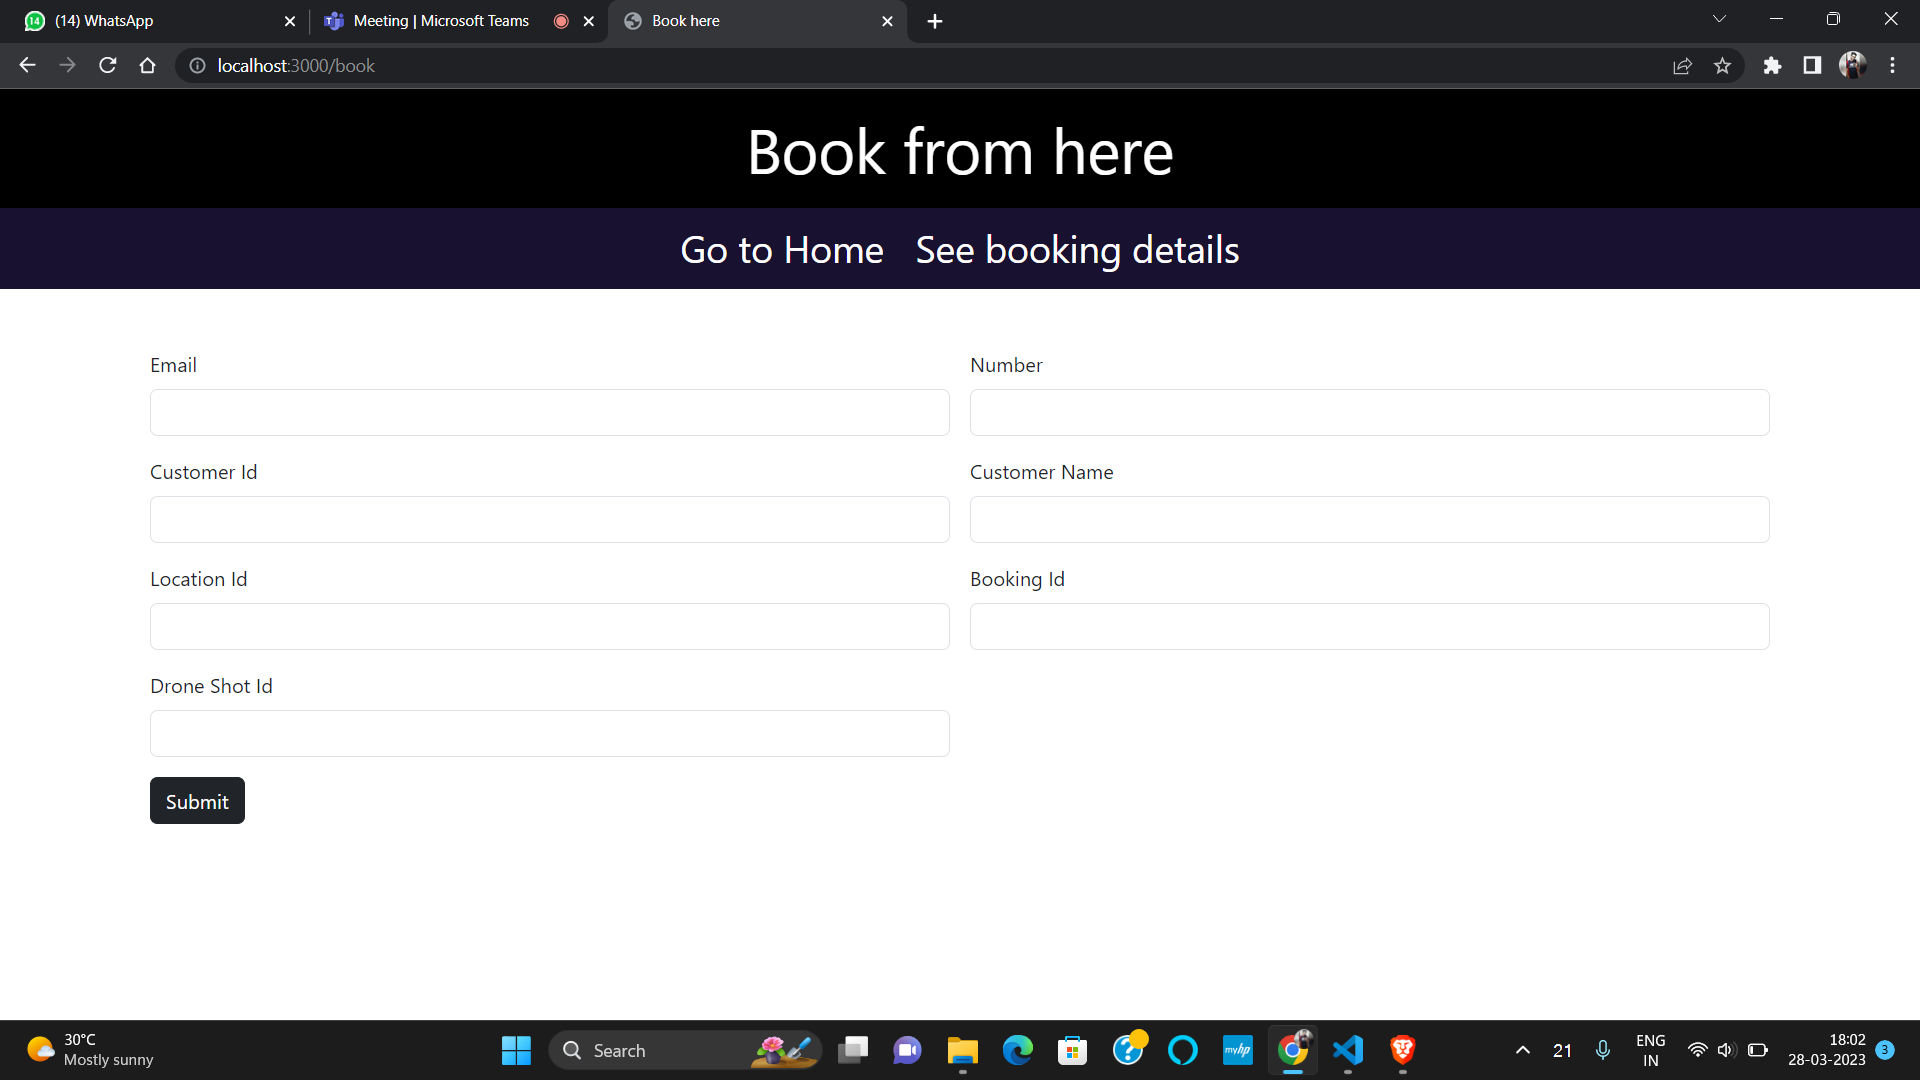 (14) WhatsApp
Meeting | Microsoft Teams
Book here
localhost:3000/book
Book from here
Go to Home See booking details
Email
Number
Customer Id
Customer Name
Location Id
Booking Id
Drone Shot Id
Submit
30°C
Mostly sunny
Search
myhp
21
ENG
IN
18:02
28-03-2023
3